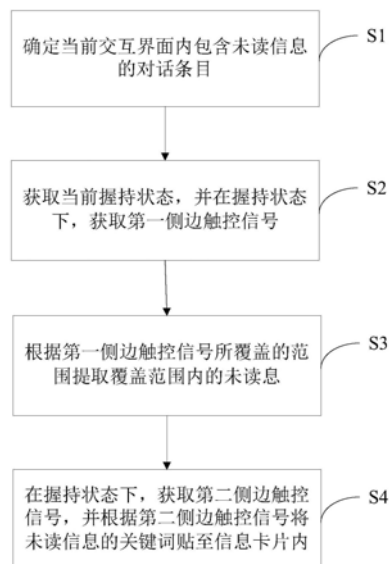 确定当前交互界面内包含未读信息
的对话条目
S1
获取当前握持状态，并在握持状态
下，获取第一侧边触控信号
S2
根据第一侧边触控信号所覆盖的范
围提取覆盖范围内的未读息
S3
在握持状态下，获取第二侧边触控
信号，并根据第二侧边触控信号将
未读信息的关键词贴至信息卡片内
S4